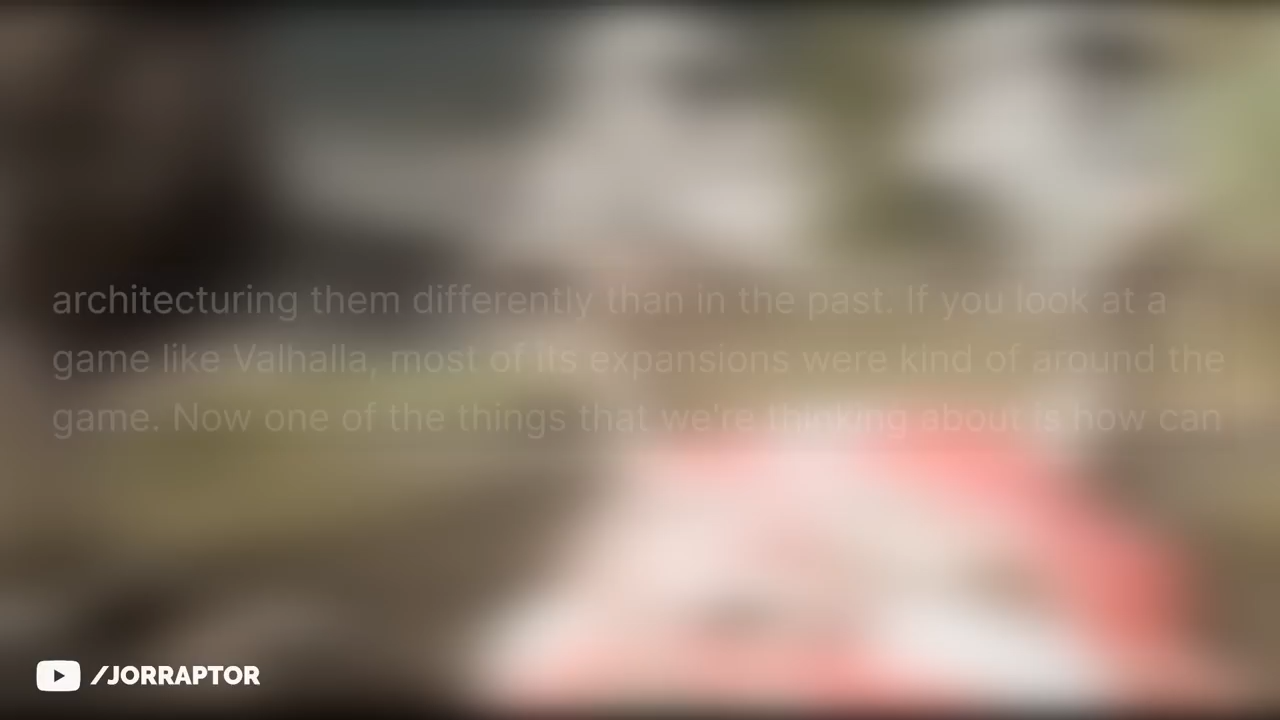 architecturing them differently than in the past. If you look at a
game like Valhalla, most of its expansions were kind of around the
game. Now one of the things that we're thinking about is how can
/JORRAPTOR